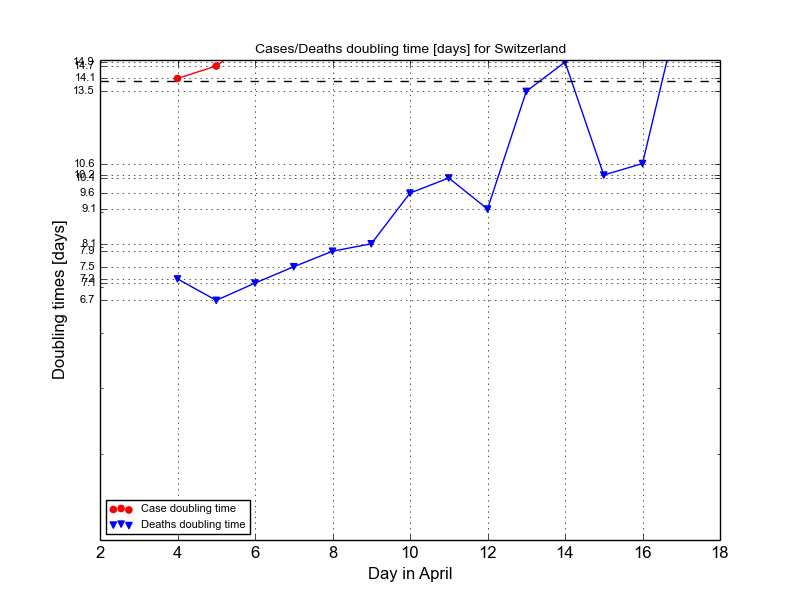 Cases/Deaths doubling time [days] for Switzerland
14.9
14.7
14.1
13.5
10.6
10.2
10.1
9.6
9.1
8.1
7.9
7.5
7.2
7.1
6.7
Doubling times [days]
Case doubling time
Deaths doubling time
2 4 6 8 10 12 14 16 18
Day in April